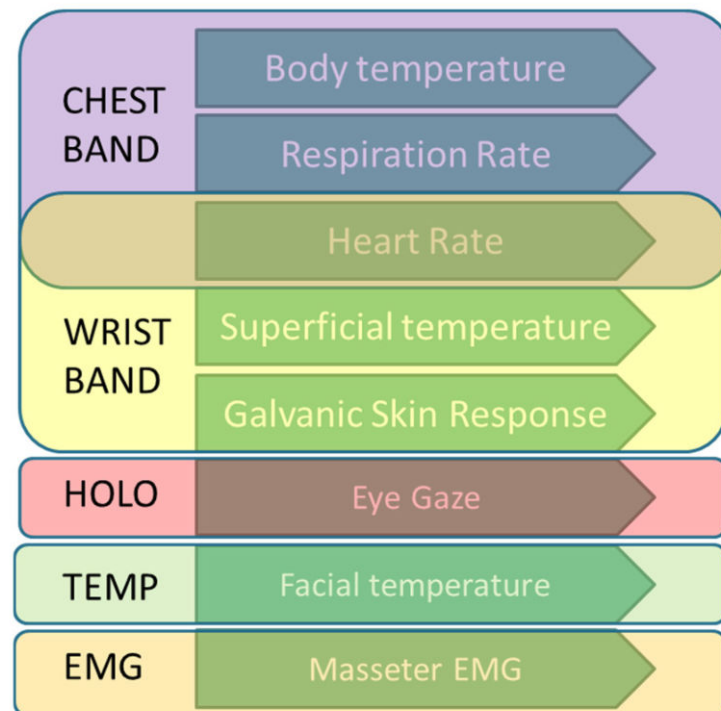 CHEST
BAND
Body temperature
Respiration Rate
Heart Rate
WRIST
BAND
Superficial temperature
Galvanic Skin Response
HOLO
Eye Gaze
TEMP
Facial temperature
EMG
Masseter EMG